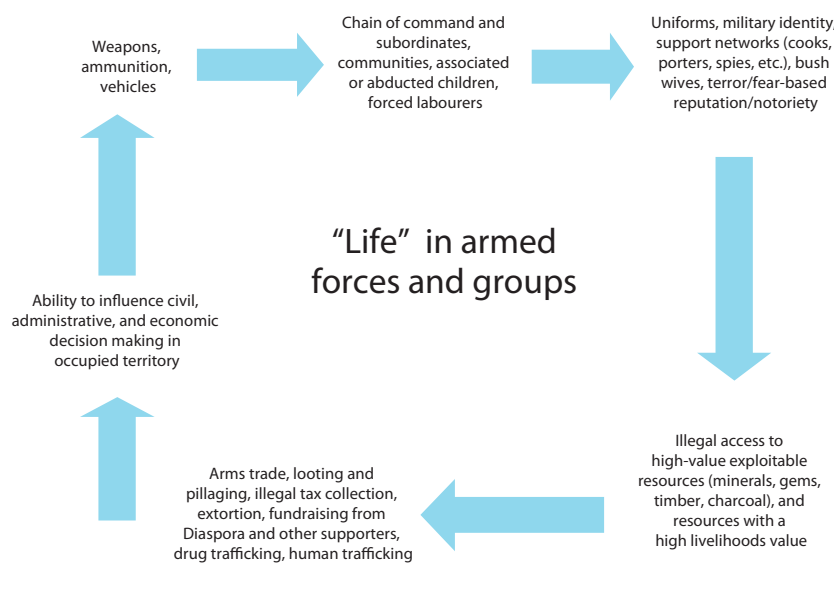 Weapons,
ammunition,
vehicles
Chain of command and
subordinates,
communities, associated
or abducted children,
forced labourers
Uniforms, military identity,
support networks (cooks,
porters, spies, etc.), bush
wives, terror/fear-based
reputation/notoriety
“Life” in armed
forces and groups
Ability to influence civil,
administrative, and economic
decision making in
occupied territory
Arms trade, looting and
pillaging, illegal tax collection,
extortion, fundraising from
Diaspora and other supporters,
drug trafficking, human trafficking
Illegal access to
high-value exploitable
resources (minerals, gems,
timber, charcoal), and
resources with a
high livelihoods value